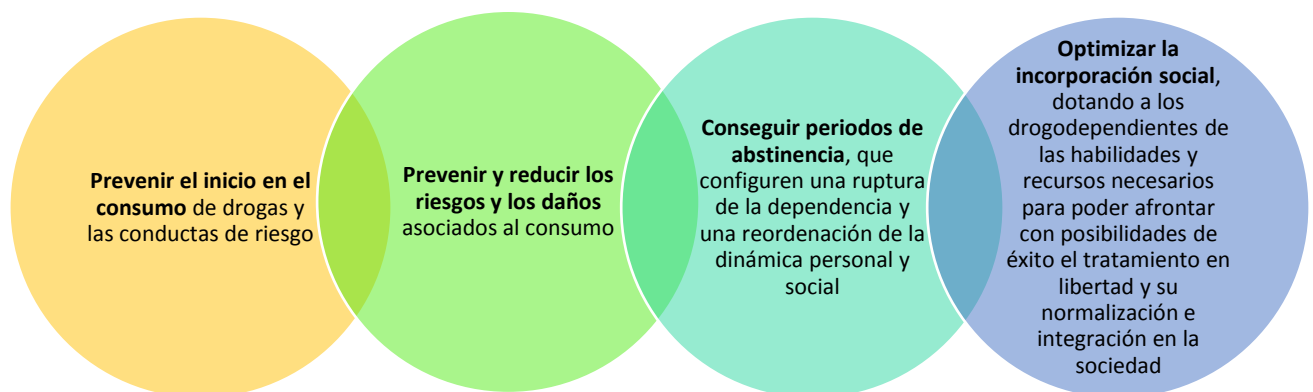 Prevenir el inicio en el
consumo de drogas y
las conductas de riesgo
Prevenir y reducir los
riesgos y los daños
asociados al consumo
Conseguir periodos de
abstinencia, que
configuren una ruptura
de la dependencia y
una reordenación de la
dinámica personal y
social
Optimizar la
incorporación social,
dotando a los
drogodependientes de
las habilidades y
recursos necesarios
para poder afrontar
con posibilidades de
éxito el tratamiento en
libertad y su
normalización e
integración en la
sociedad